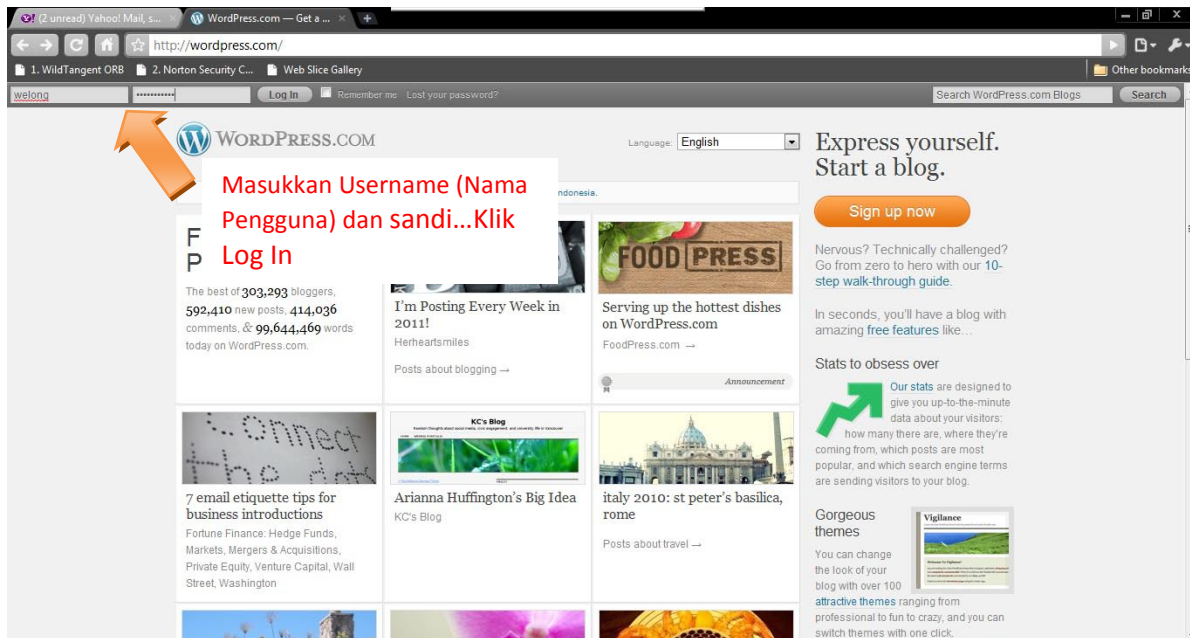 (2 unread) Yahoo! Mail, s...
WordPress.com — Get a ...
http://wordpress.com/
1. WildTangent ORB
2. Norton Security C...
Web Slice Gallery
Other bookmarks
welong
Log In
Remember me
Lost your password?
Search WordPress.com Blogs
Search
WORDPRESS.COM
Language:
English
Express yourself.
Start a blog.
Sign up now
Masukkan Username (Nama
Pengguna) dan sandi...Klik
Log In
ndonesia.
F
P
The best of 303,293 bloggers,
592,410 new posts, 414,036
comments, & 99,644,469 words
today on WordPress.com.
I'm Posting Every Week in
2011!
Herheartsmiles
Posts about blogging →
FOOD PRESS
Serving up the hottest dishes
on WordPress.com
FoodPress.com →
Announcement
Nervous? Technically challenged?
Go from zero to hero with our 10-
step walk-through guide.
In seconds, you'll have a blog with
amazing free features like...
Stats to obsess over
Our stats are designed to
give you up-to-the-minute
data about your visitors:
how many there are, where they're
coming from, which posts are most
popular, and which search engine terms
are sending visitors to your blog.
connect
the dots
7 email etiquette tips for
business introductions
Fortune Finance: Hedge Funds,
Markets, Mergers & Acquisitions,
Private Equity, Venture Capital, Wall
Street, Washington
KC's Blog
Arianna Huffington's Big Idea
KC's Blog
italy 2010: st peter's basilica,
rome
Posts about travel →
Gorgeous
themes
Vigilance
You can change
the look of your
blog with over 100
attractive themes ranging from
professional to fun to crazy, and you can
switch themes with one click.